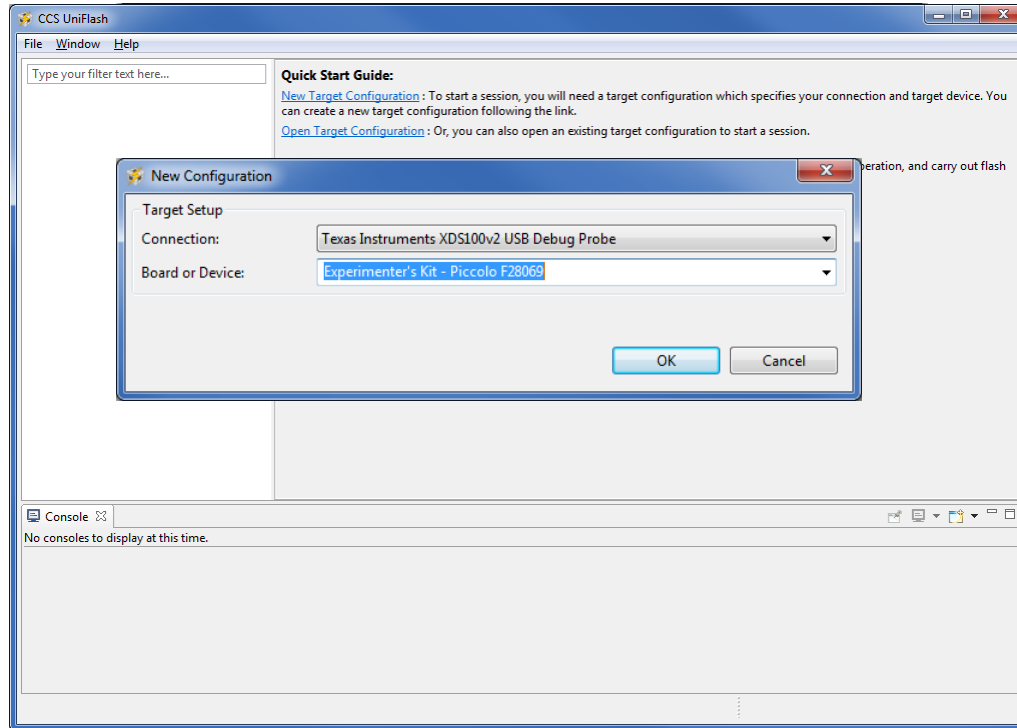 CCS UniFlash
File Window Help
Type your filter text here...
Quick Start Guide:
New Target Configuration : To start a session, you will need a target configuration which specifies your connection and target device. You
can create a new target configuration following the link.
Open Target Configuration : Or, you can also open an existing target configuration to start a session.
peration, and carry out flash
New Configuration
Target Setup
Connection:
Texas Instruments XDS100v2 USB Debug Probe
Board or Device:
Experimenter's Kit - Piccolo F28069
OK
Cancel
Console
No consoles to display at this time.